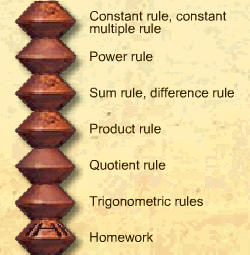 Constant rule, constant
multiple rule
Power rule
Sum rule, difference rule
Product rule
Quotient rule
Trigonometric rules
Homework